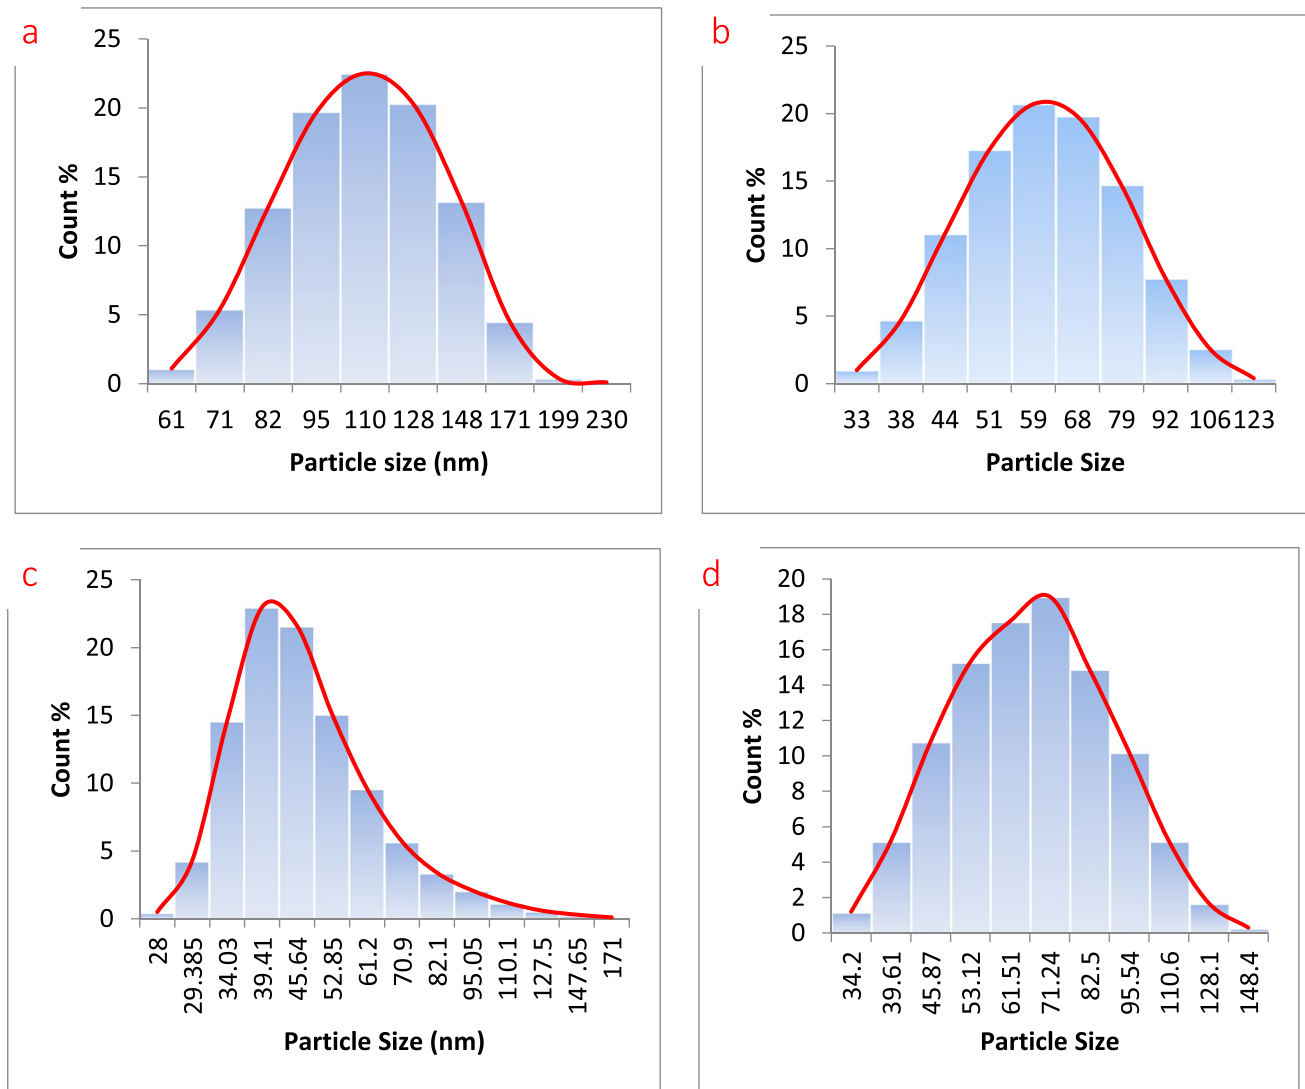 a
25
20
15
10
5
0
Count %
61 71 82 95 110 128 148 171 199 230
Particle size (nm)
b
25
20
15
10
5
0
Count %
33 38 44 51 59 68 79 92 106 123
Particle Size
c
25
20
15
10
5
0
Count %
28 29.385 34.03 39.41 45.64 52.85 61.2 70.9 82.1 95.05 110.1 127.5 147.65 171
Particle Size (nm)
d
20
18
16
14
12
10
8
6
4
2
0
Count %
34.2 39.61 45.87 53.12 61.51 71.24 82.5 95.54 110.6 128.1 148.4
Particle Size